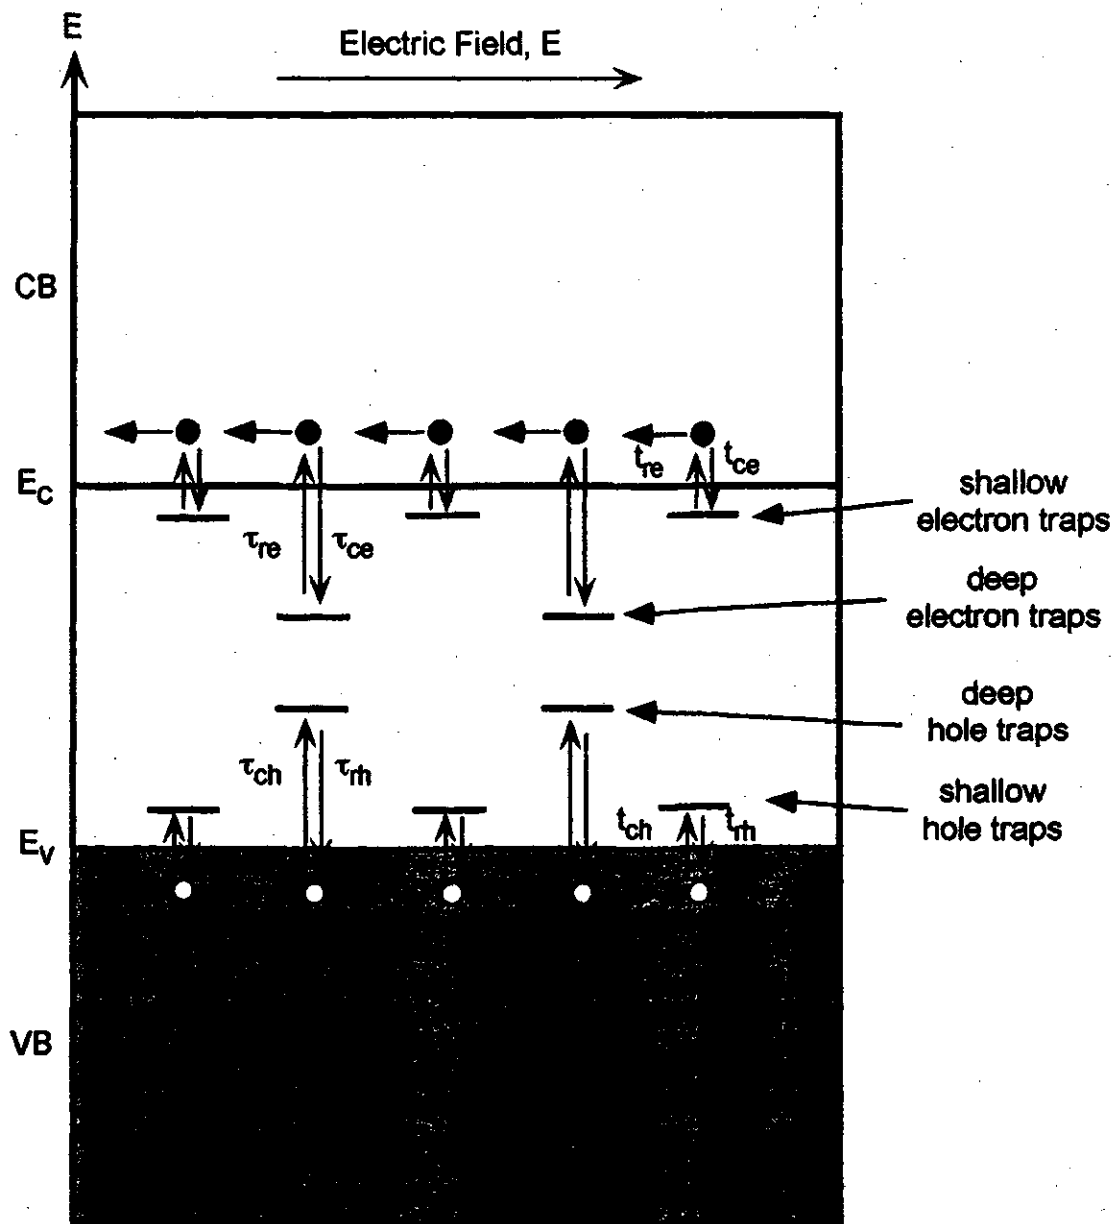 E
Electric Field, E
CB
t_re t_ce
E_C
shallow
electron traps
τ_re τ_ce
deep
electron traps
deep
hole traps
τ_ch τ_rh
shallow
hole traps
t_ch t_rh
E_V
VB